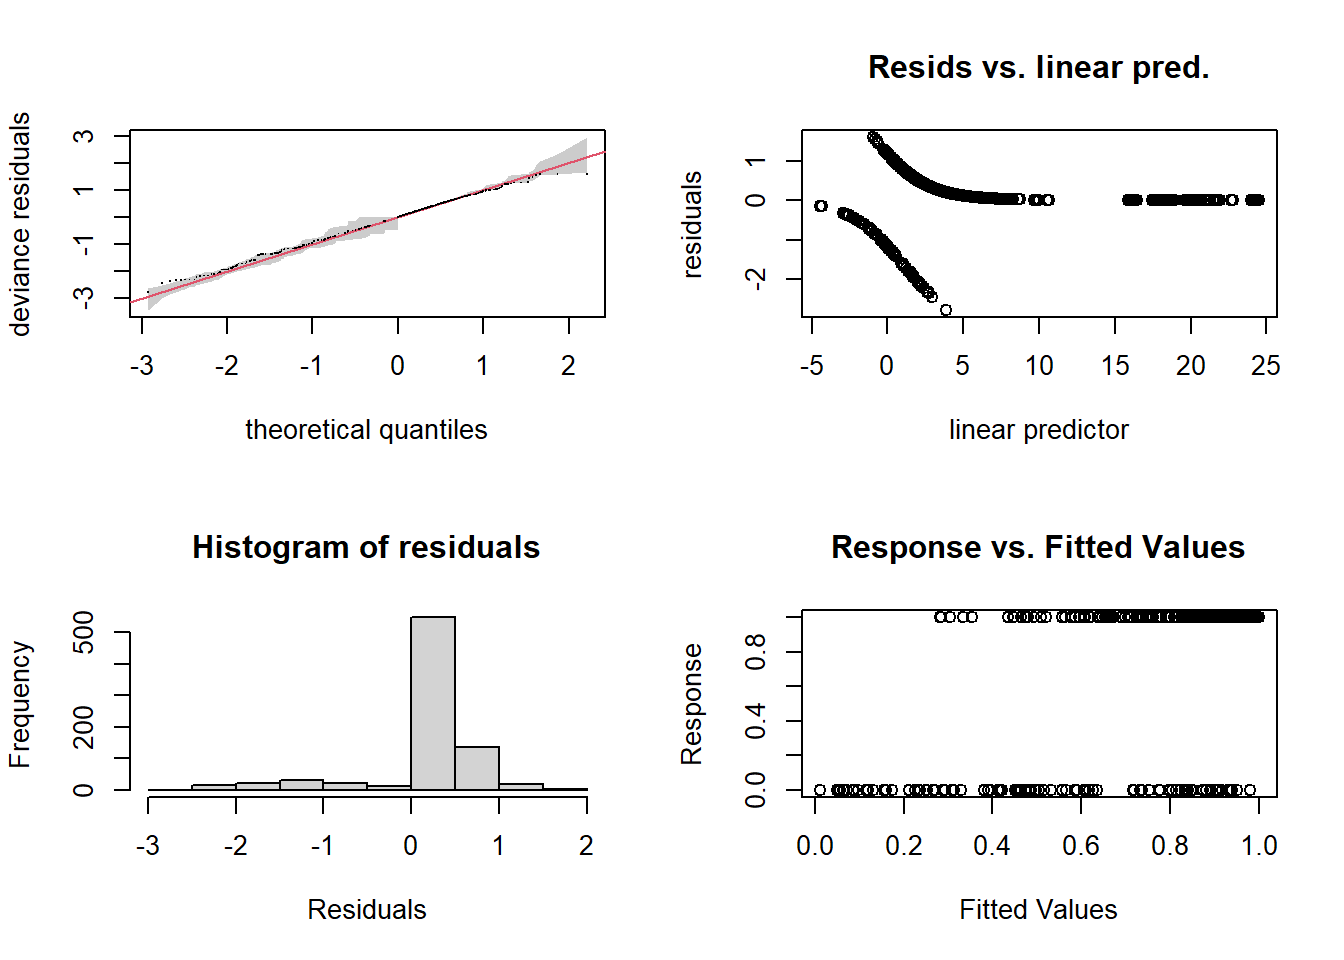 deviance residuals
3
1
-1
-3
-3 -2 -1 0 1 2
theoretical quantiles
Resids vs. linear pred.
residuals
1
0
-2
-5 0 5 10 15 20 25
linear predictor
Histogram of residuals
Frequency
500
200
0
-3 -2 -1 0 1 2
Residuals
Response vs. Fitted Values
Response
0.8
0.4
0.0
0.0 0.2 0.4 0.6 0.8 1.0
Fitted Values